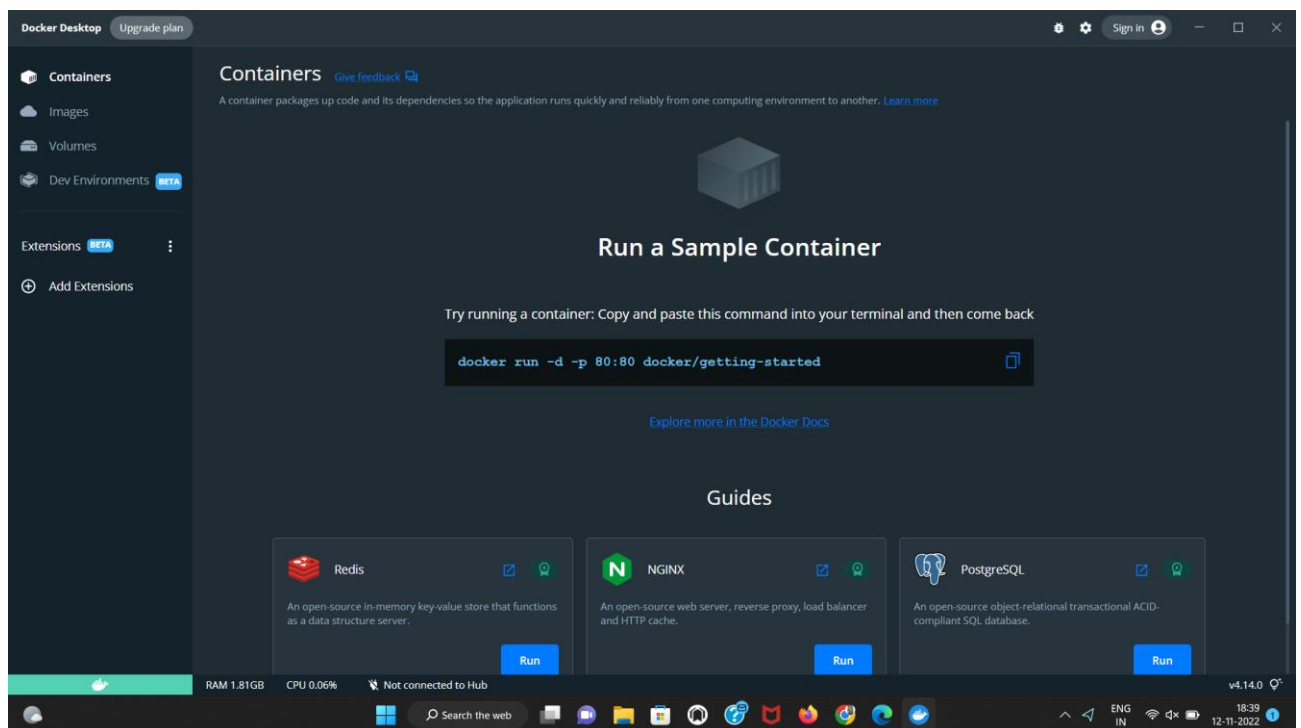 Docker Desktop Upgrade plan
Sign in
Containers
Images
Volumes
Dev Environments BETA
Extensions BETA
Add Extensions
Containers Give feedback
A container packages up code and its dependencies so the application runs quickly and reliably from one computing environment to another. Learn more
Run a Sample Container
Try running a container: Copy and paste this command into your terminal and then come back
docker run -d -p 80:80 docker/getting-started
Explore more in the Docker Docs
Guides
Redis
An open-source in-memory key-value store that functions
as a data structure server.
Run
NGINX
An open-source web server, reverse proxy, load balancer
and HTTP cache.
Run
PostgreSQL
An open-source object-relational transactional ACID-
compliant SQL database.
Run
RAM 1.81GB CPU 0.06% Not connected to Hub
v4.14.0
Search the web
ENG
IN
18:39
12-11-2022
1